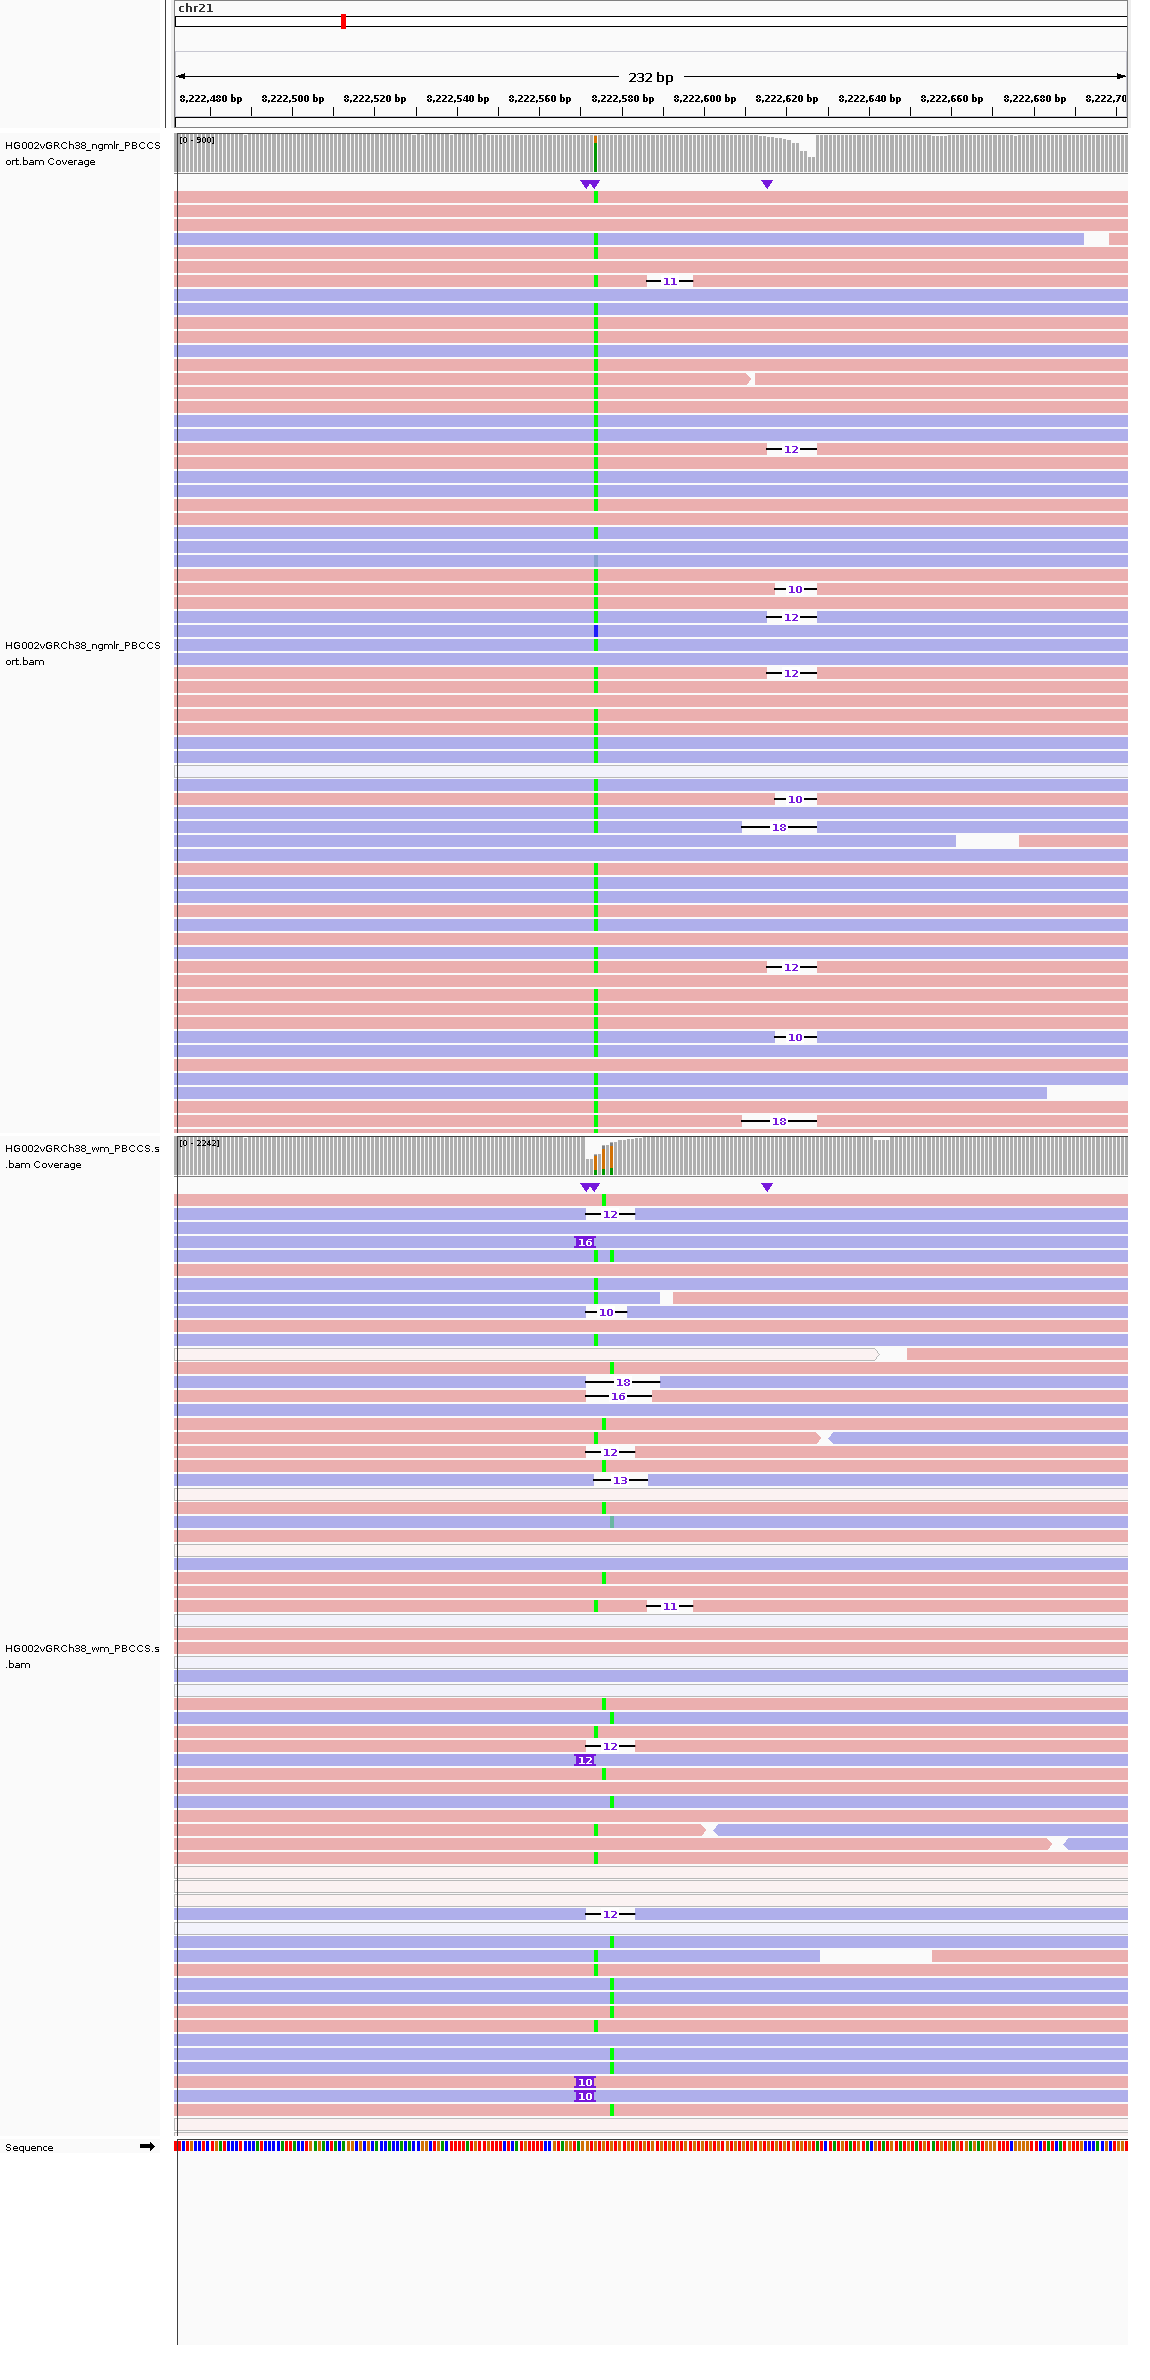 chr21
232 bp
8,222,480 bp 8,222,500 bp 8,222,520 bp 8,222,540 bp 8,222,560 bp 8,222,580 bp 8,222,600 bp 8,222,620 bp 8,222,640 bp 8,222,660 bp 8,222,680 bp 8,222,70
[0 - 900]
HG002vGRCh38_ngmlr_PBCCS
ort.bam Coverage
11
12
10
12
HG002vGRCh38_ngmlr_PBCCS
ort.bam
12
10
18
12
10
18
[0 - 2242]
HG002vGRCh38_wm_PBCCS.s
.bam Coverage
12
16
10
18
16
12
13
11
HG002vGRCh38_wm_PBCCS.s
.bam
12
12
12
10
10
Sequence